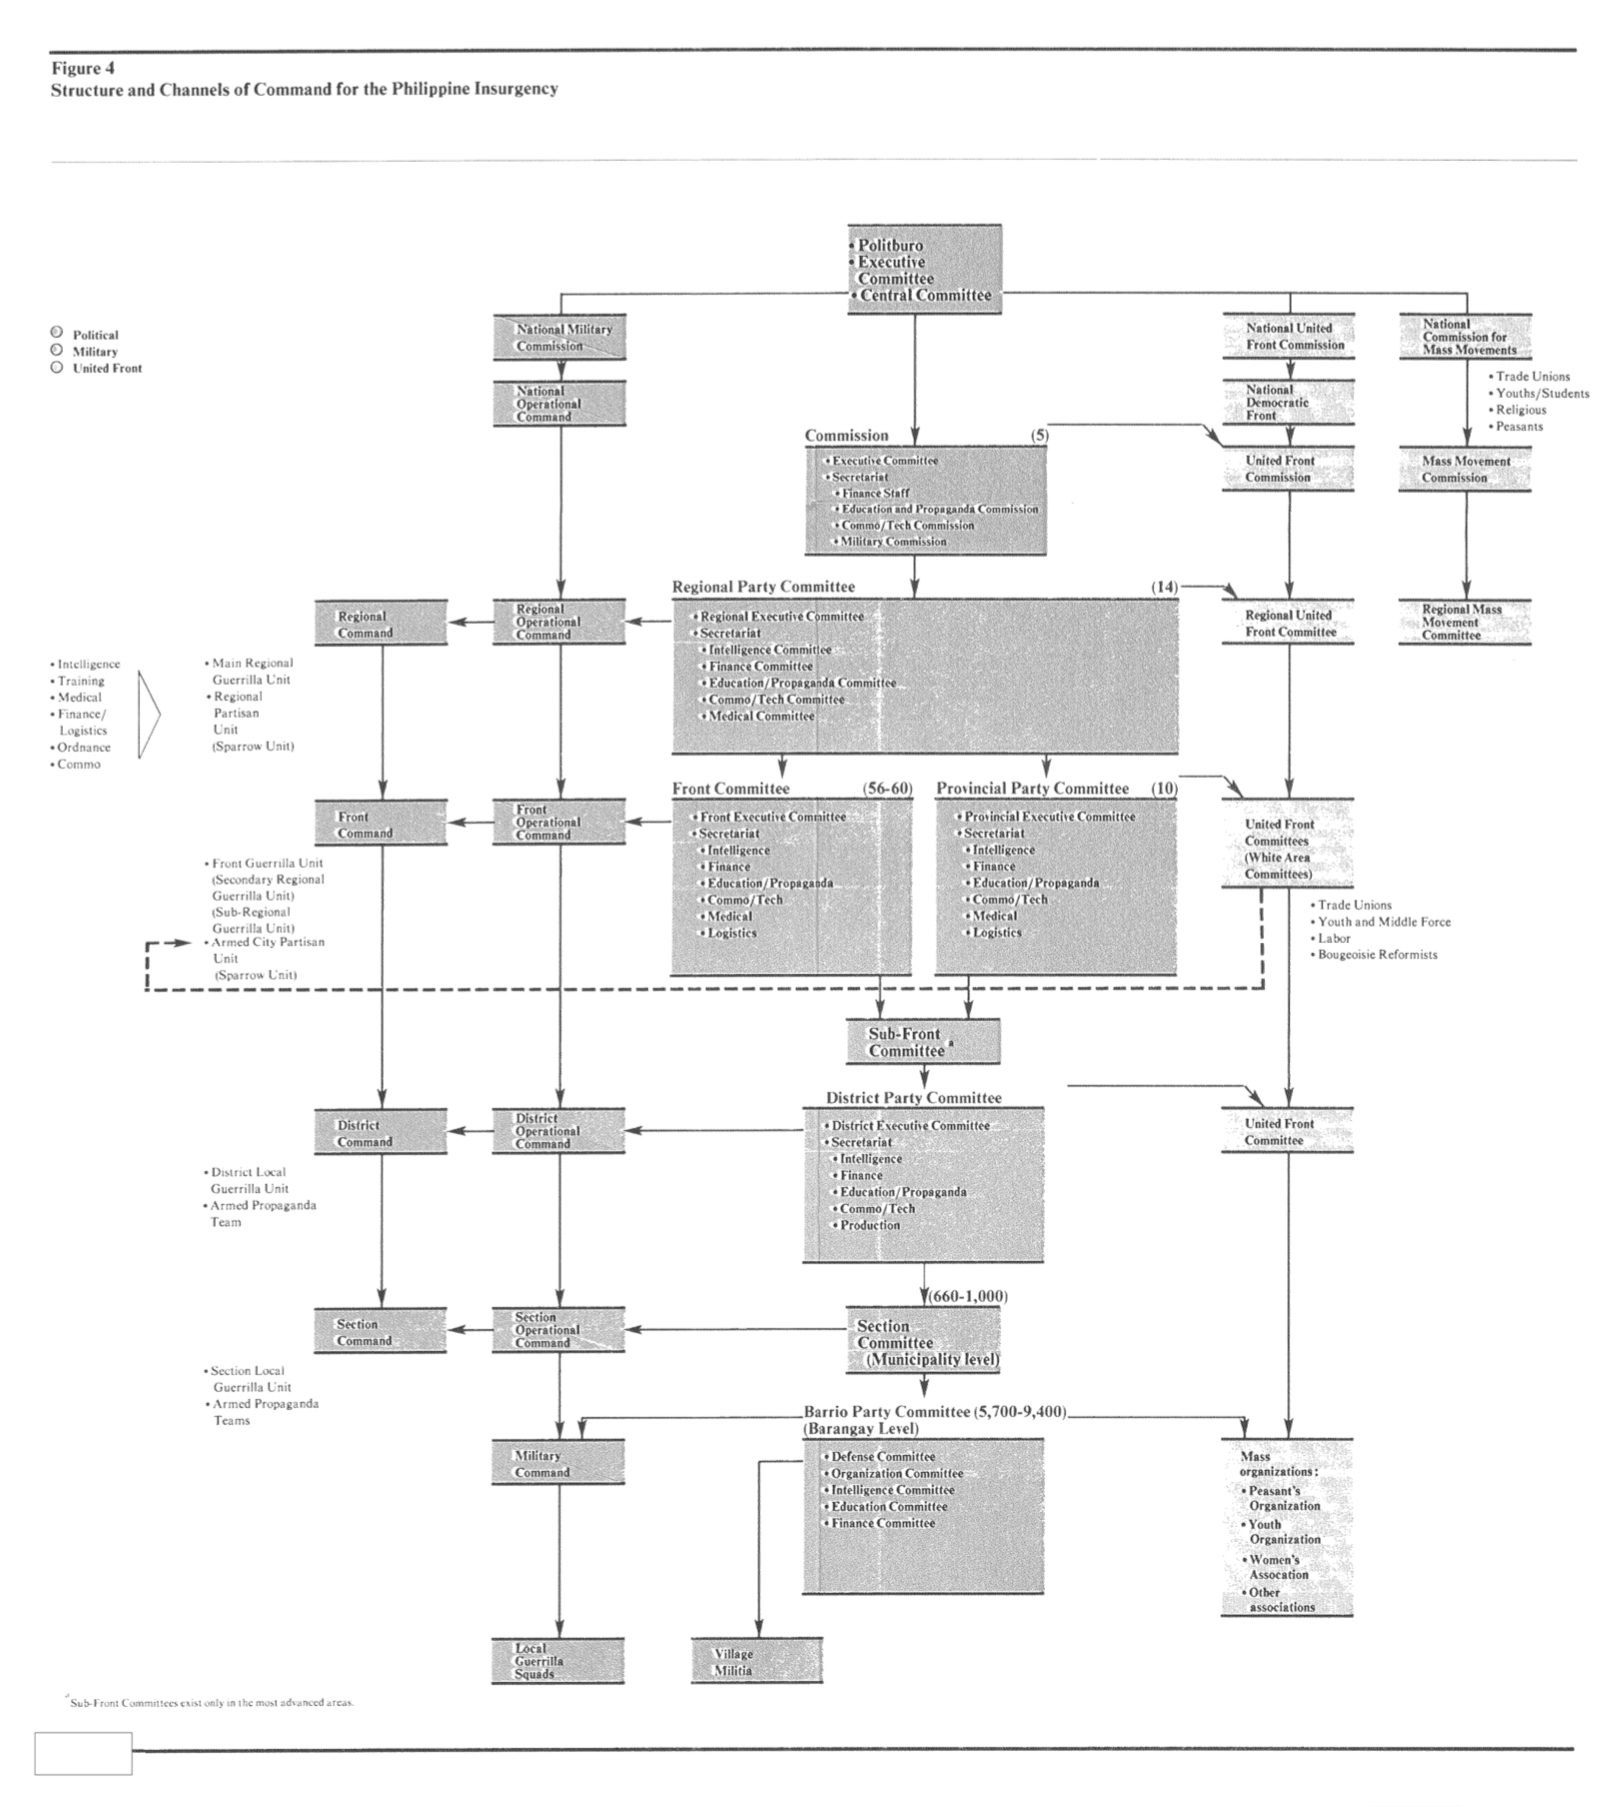 Figure 4
Structure and Channels of Command for the Philippine Insurgency
• Politburo
• Executive
Committee
• Central Committee
Political
Military
United Front
National Military
Commission
National
Operational
Command
National United
Front Commission
National
Democratic
Front
National
Commission for
Mass Movements
• Trade Unions
• Youths/Students
• Religious
• Peasants
Commission (5)
• Executive Committee
• Secretariat
• Finance Staff
• Education and Propaganda Commission
• Commo/Tech Commission
• Military Commission
United Front
Commission
Mass Movement
Commission
Regional Party Committee (14)
• Regional Executive Committee
• Secretariat
• Intelligence Committee
• Finance Committee
• Education/Propaganda Committee
• Commo/Tech Committee
• Medical Committee
Regional
Command
Regional
Operational
Command
Regional United
Front Committee
Regional Mass
Movement
Committee
• Intelligence
• Training
• Medical
• Finance/
Logistics
• Ordnance
• Commo
• Main Regional
Guerrilla Unit
• Regional
Partisan
Unit
(Sparrow Unit)
Front
Command
Front
Operational
Command
Front Committee (56-60)
• Front Executive Committee
• Secretariat
• Intelligence
• Finance
• Education/Propaganda
• Commo/Tech
• Medical
• Logistics
Provincial Party Committee (10)
• Provincial Executive Committee
• Secretariat
• Intelligence
• Finance
• Education/Propaganda
• Commo/Tech
• Medical
• Logistics
United Front
Committees
(White Area
Committees)
• Trade Unions
• Youth and Middle Force
• Labor
• Bougeoisie Reformists
• Front Guerrilla Unit
(Secondary Regional
Guerrilla Unit)
(Sub-Regional
Guerrilla Unit)
• Armed City Partisan
Unit
(Sparrow Unit)
Sub-Front
Committee a
District Party Committee
• District Executive Committee
• Secretariat
• Intelligence
• Finance
• Education/Propaganda
• Commo/Tech
• Production
District
Command
District
Operational
Command
United Front
Committee
• District Local
Guerrilla Unit
• Armed Propaganda
Team
Section
Command
Section
Operational
Command
(660-1,000)
Section
Committee
(Municipality level)
• Section Local
Guerrilla Unit
• Armed Propaganda
Teams
Barrio Party Committee (5,700-9,400)
(Barangay Level)
• Defense Committee
• Organization Committee
• Intelligence Committee
• Education Committee
• Finance Committee
Military
Command
Mass
organizations:
• Peasant's
Organization
• Youth
Organization
• Women's
Assocation
• Other
associations
Local
Guerrilla
Squads
Village
Militia
a Sub-Front Committees exist only in the most advanced areas.